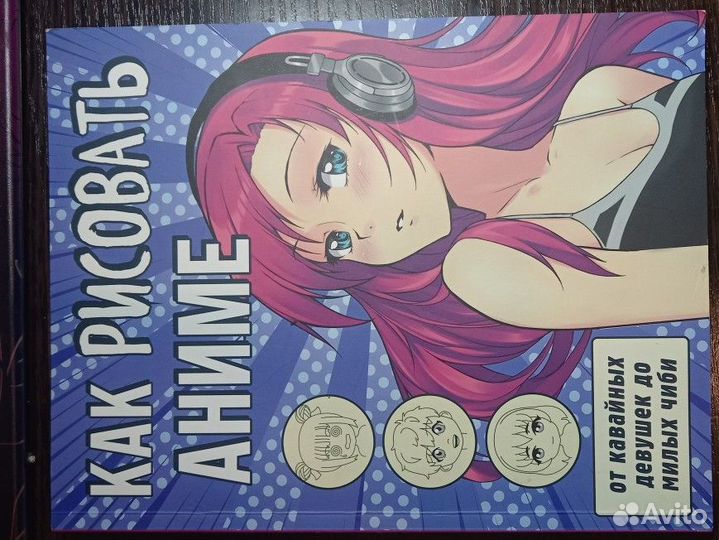 КАК РИСОВАТЬ
АНИМЕ
ОТ КАВАЙНЫХ
ДЕВУШЕК ДО
МИЛЫХ ЧИБИ
Avito